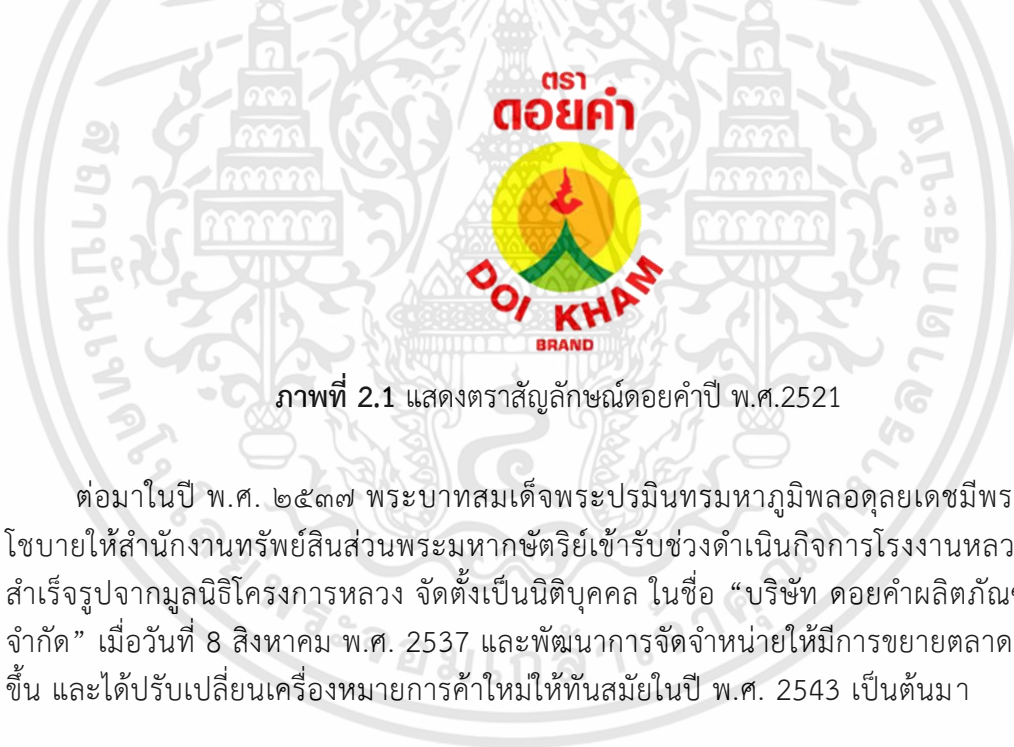 ตรา
ดอยคำ
DOI KHAM
BRAND
ภาพที่ 2.1 แสดงตราสัญลักษณ์ดอยคำปี พ.ศ.2521
ต่อมาในปี พ.ศ. ๒๕๓๗ พระบาทสมเด็จพระปรมินทรมหาภูมิพลอดุลยเดชมีพร
โชบายให้สำนักงานทรัพย์สินส่วนพระมหากษัตริย์เข้ารับช่วงดำเนินกิจการโรงงานหลว
สำเร็จรูปจากมูลนิธิโครงการหลวง จัดตั้งเป็นนิติบุคคล ในชื่อ “บริษัท ดอยคำผลิตภัณฑ
จำกัด” เมื่อวันที่ 8 สิงหาคม พ.ศ. 2537 และพัฒนาการจัดจำหน่ายให้มีการขยายตลาด
ขึ้น และได้ปรับเปลี่ยนเครื่องหมายการค้าใหม่ให้ทันสมัยในปี พ.ศ. 2543 เป็นต้นมา